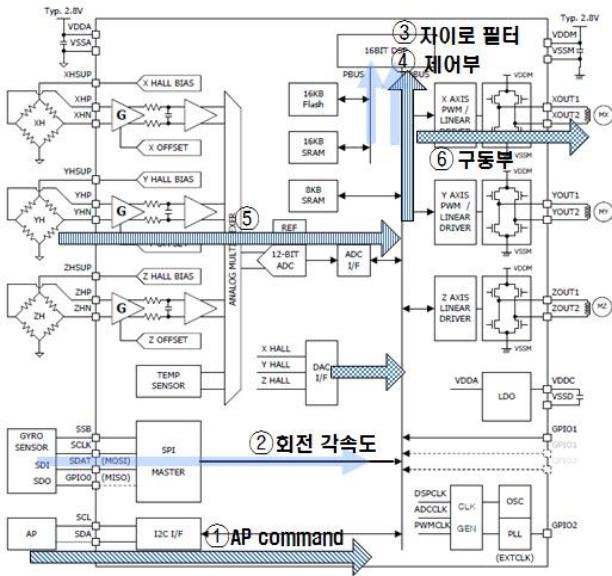 Typ. 2.8V
VDDA
VSSA
XHSUP
X HALL BIAS
XHP
XHN
XH
G
X OFFSET
YHSUP
Y HALL BIAS
YHP
YHN
YH
G
ZHSUP
Z HALL BIAS
ZHP
ZHN
ZH
G
Z OFFSET
TEMP
SENSOR
ANALOG MULTIPLEXER
⑤
REF
12-BIT
ADC
ADC
I/F
X HALL
Y HALL
Z HALL
DAC
I/F
③ 자이로 필터
16BIT DSP
④ 제어부
PBUS
16KB
Flash
16KB
SRAM
8KB
SRAM
Typ. 2.8V
VDDM
VSSM
X AXIS
PWM /
LINEAR
DRIVER
VDDM
XOUT1
XOUT2
MX
⑥ 구동부
Y AXIS
PWM /
LINEAR
DRIVER
YOUT1
YOUT2
MY
Z AXIS
LINEAR
DRIVER
VDDM
VSSM
ZOUT1
ZOUT2
MZ
VDDA
LDO
VDDC
VSSD
GYRO
SENSOR
SDI
SDO
SSB
SCLK
SDAT
(MOSI)
GPIO0
(MISO)
SPI
MASTER
② 회전 각속도
GPIO1
GPIO1
GPIO2
AP
SCL
SDA
I2C I/F
① AP command
DSPCLK
ADCCLK
PWMCLK
CLK
GEN
OSC
PLL
(EXTCLK)
GPIO2